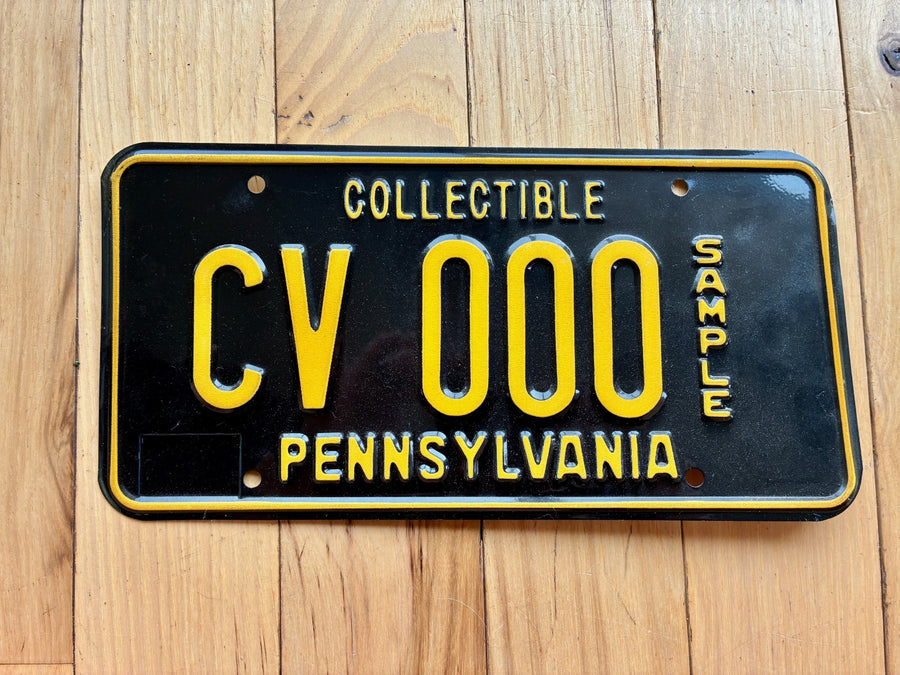 COLLECTIBLE
CV 000
SAMPLE
PENNSYLVANIA